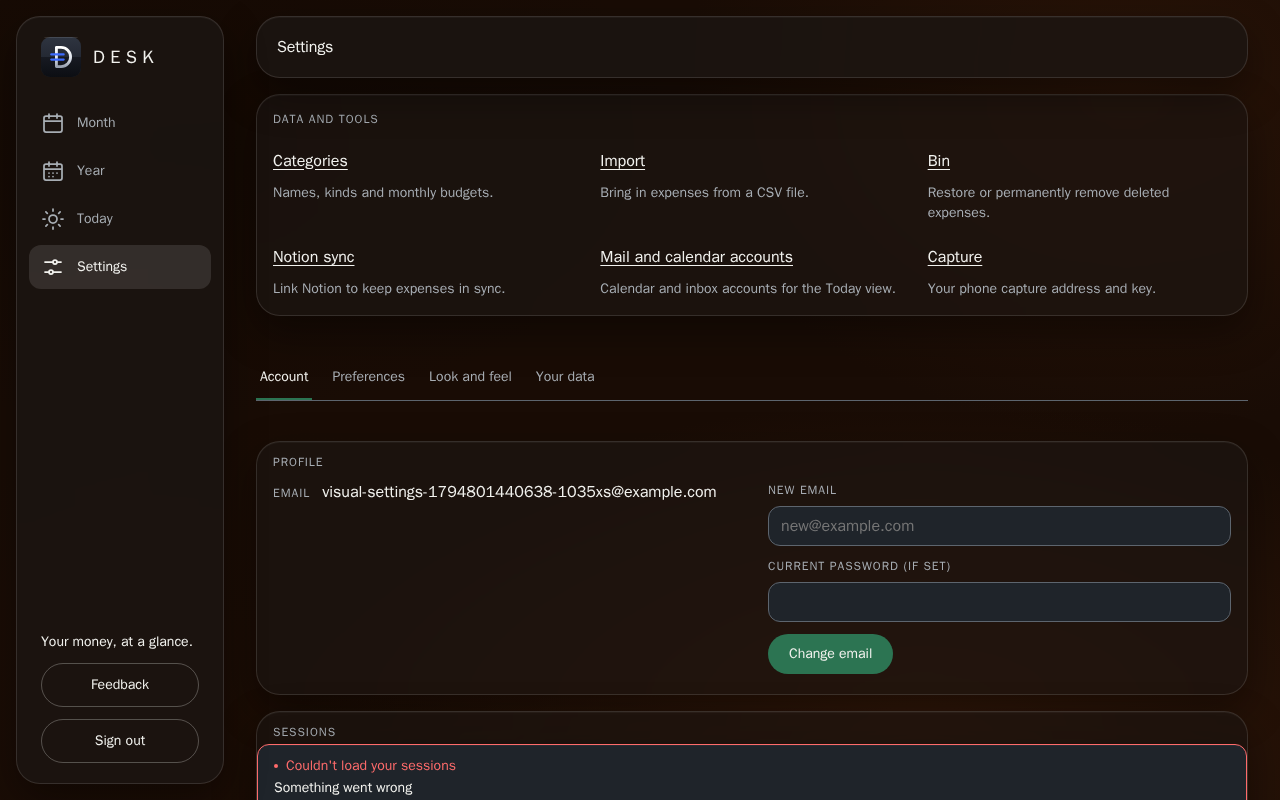 DESK
Month
Year
Today
Settings
Your money, at a glance.
Feedback
Sign out
Settings
DATA AND TOOLS
Categories
Names, kinds and monthly budgets.
Import
Bring in expenses from a CSV file.
Bin
Restore or permanently remove deleted
expenses.
Notion sync
Link Notion to keep expenses in sync.
Mail and calendar accounts
Calendar and inbox accounts for the Today view.
Capture
Your phone capture address and key.
Account Preferences Look and feel Your data
PROFILE
EMAIL visual-settings-1794801440638-1035xs@example.com
NEW EMAIL
new@example.com
CURRENT PASSWORD (IF SET)
Change email
SESSIONS
• Couldn't load your sessions
Something went wrong